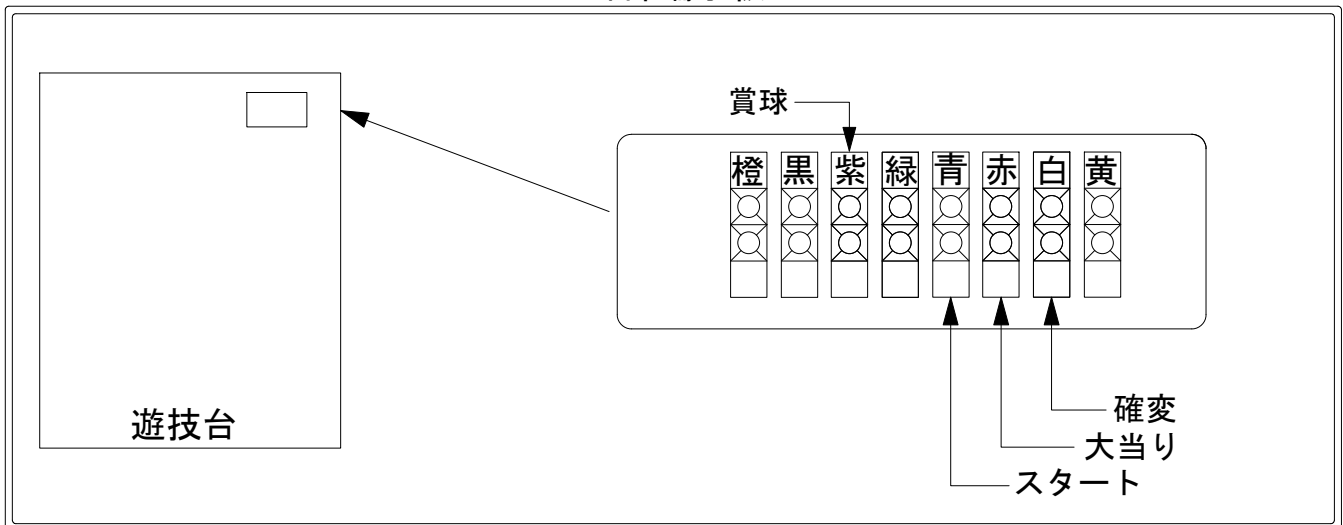 賞球
橙 黒 紫 緑 青 赤 白 黄
確変
大当り
スタート
遊技台